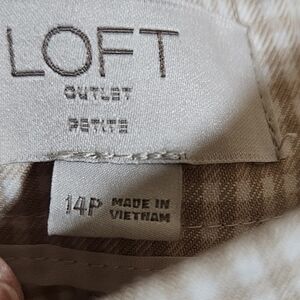 LOFT
OUTLET
PETITE
14P MADE IN
VIETNAM